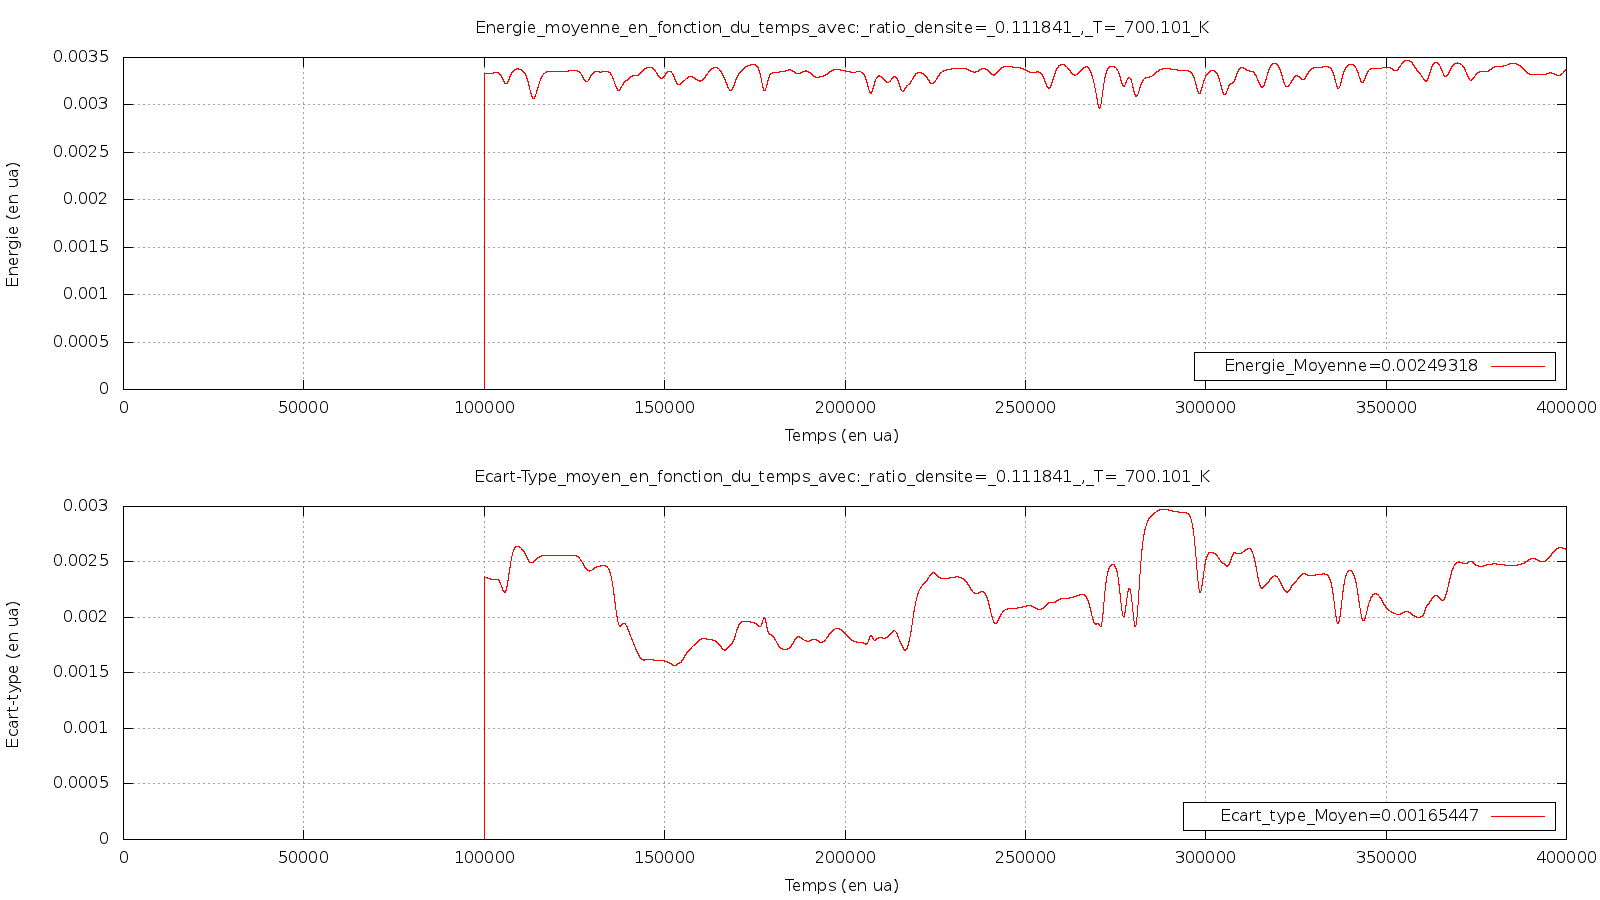 Energie_moyenne_en_fonction_du_temps_avec:_ratio_densite=_0.111841_,_T=_700.101_K
0.0035
0.003
0.0025
0.002
0.0015
0.001
0.0005
0
Energie (en ua)
Energie_Moyenne=0.00249318
0 50000 100000 150000 200000 250000 300000 350000 400000
Temps (en ua)
Ecart-Type_moyen_en_fonction_du_temps_avec:_ratio_densite=_0.111841_,_T=_700.101_K
0.003
0.0025
0.002
0.0015
0.001
0.0005
0
Ecart-type (en ua)
Ecart_type_Moyen=0.00165447
0 50000 100000 150000 200000 250000 300000 350000 400000
Temps (en ua)